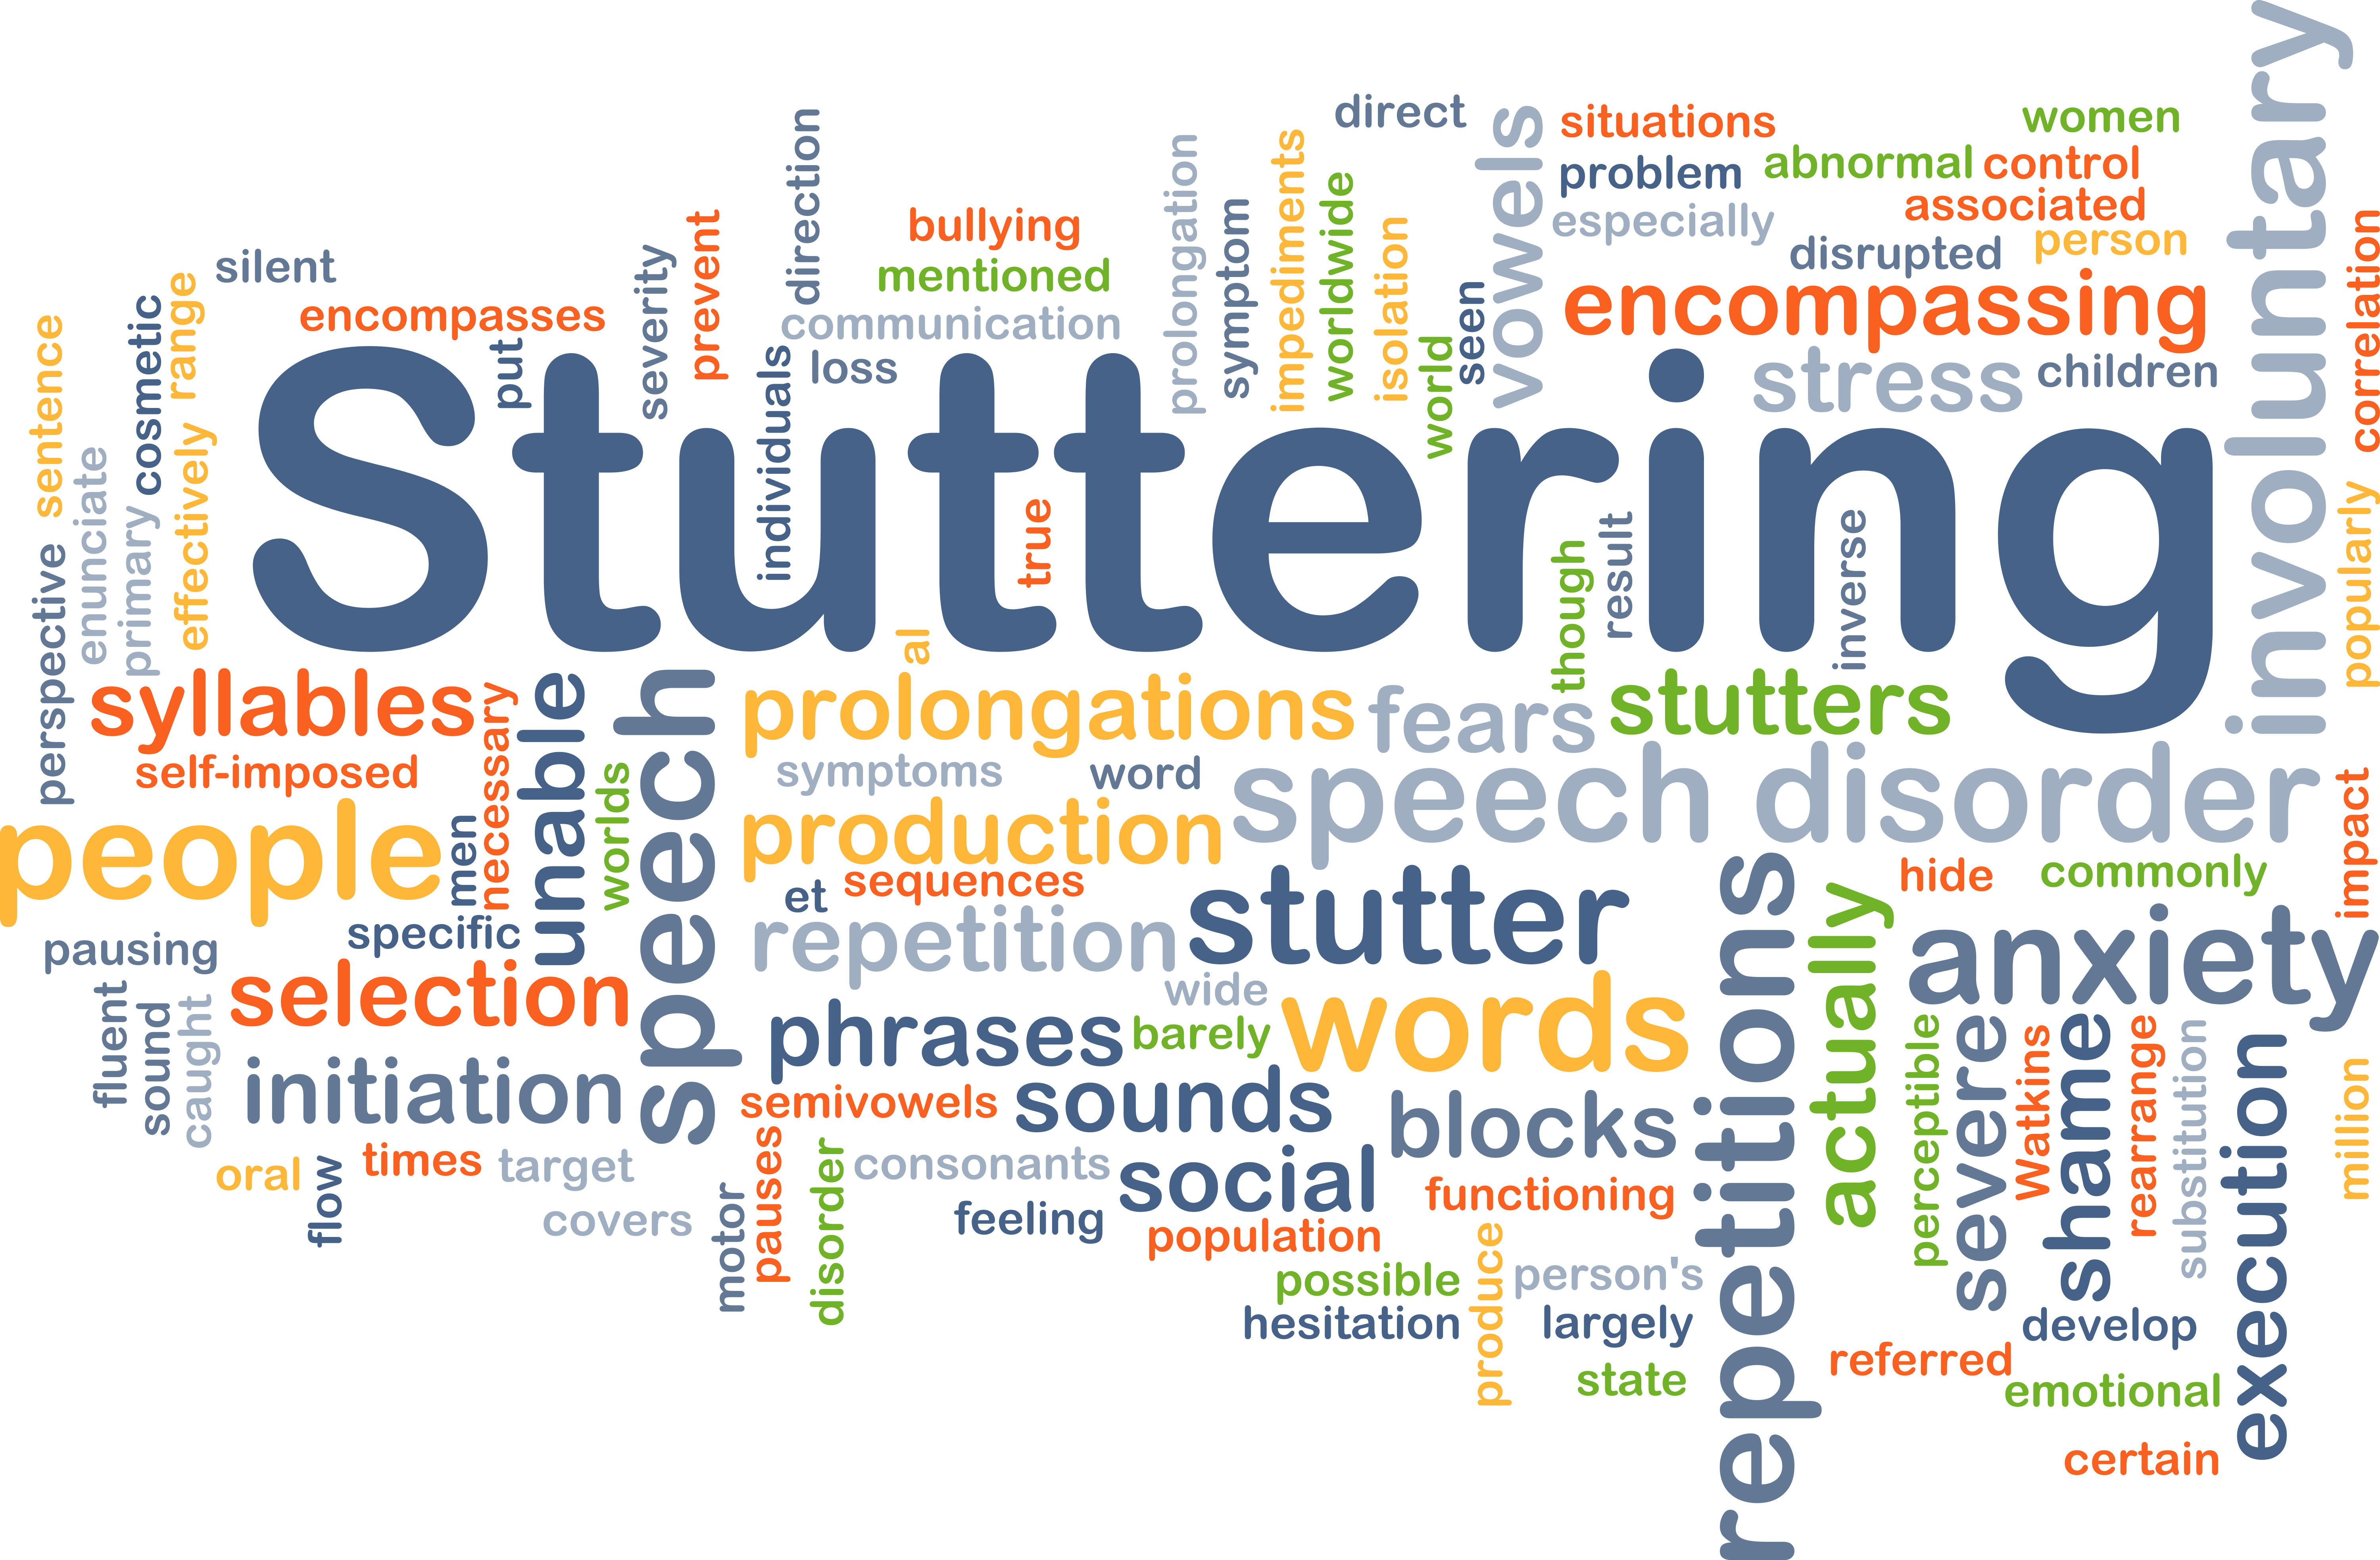 direct
situations
women
problem
abnormal
control
especially
associated
bullying
disrupted
person
silent
mentioned
encompasses
communication
encompassing
loss
stress
children
sentence
cosmetic
range
put
severity
prevent
direction
individuals
prolongation
symptom
impediments
worldwide
isolation
world
seen
vowels
involuntary
correlation
perspective
enunciate
primary
effectively
Stuttering
true
though
result
inverse
popularly
al
syllables
necessary
unable
speech
prolongations
fears
stutters
self-imposed
worlds
symptoms
word
speech disorder
impact
people
men
production
hide
commonly
et
sequences
stutter
pausing
specific
repetition
repetitions
actually
anxiety
selection
wide
fluent
sound
caught
phrases
barely
words
initiation
semivowels
sounds
blocks
perceptible
severe
Watkins
shame
rearrange
substitution
execution
million
oral
flow
times
target
consonants
social
functioning
covers
motor
pauses
disorder
feeling
population
possible
produce
person's
hesitation
largely
develop
state
referred
emotional
certain